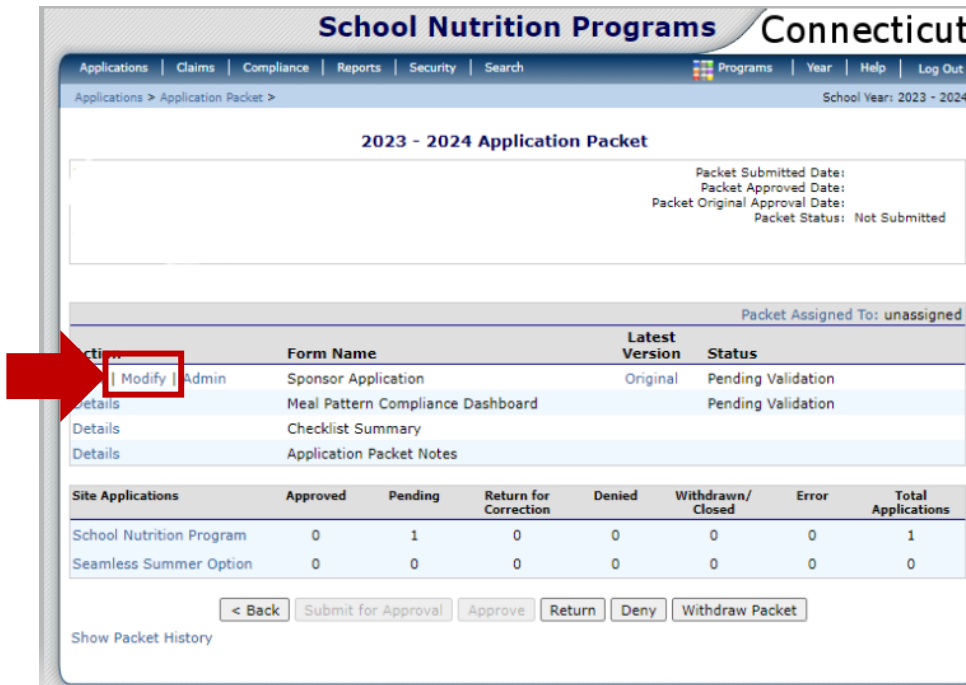 School Nutrition Programs Connecticut
Applications | Claims | Compliance | Reports | Security | Search Programs | Year | Help | Log Out
Applications > Application Packet > School Year: 2023 - 2024
2023 - 2024 Application Packet
Packet Submitted Date:
Packet Approved Date:
Packet Original Approval Date:
Packet Status: Not Submitted
Packet Assigned To: unassigned
Form Name Latest Version Status
| Modify | Admin Sponsor Application Original Pending Validation
Details Meal Pattern Compliance Dashboard Pending Validation
Details Checklist Summary
Details Application Packet Notes
Site Applications Approved Pending Return for Correction Denied Withdrawn/ Closed Error Total Applications
School Nutrition Program 0 1 0 0 0 0 1
Seamless Summer Option 0 0 0 0 0 0 0
< Back Submit for Approval Approve Return Deny Withdraw Packet
Show Packet History